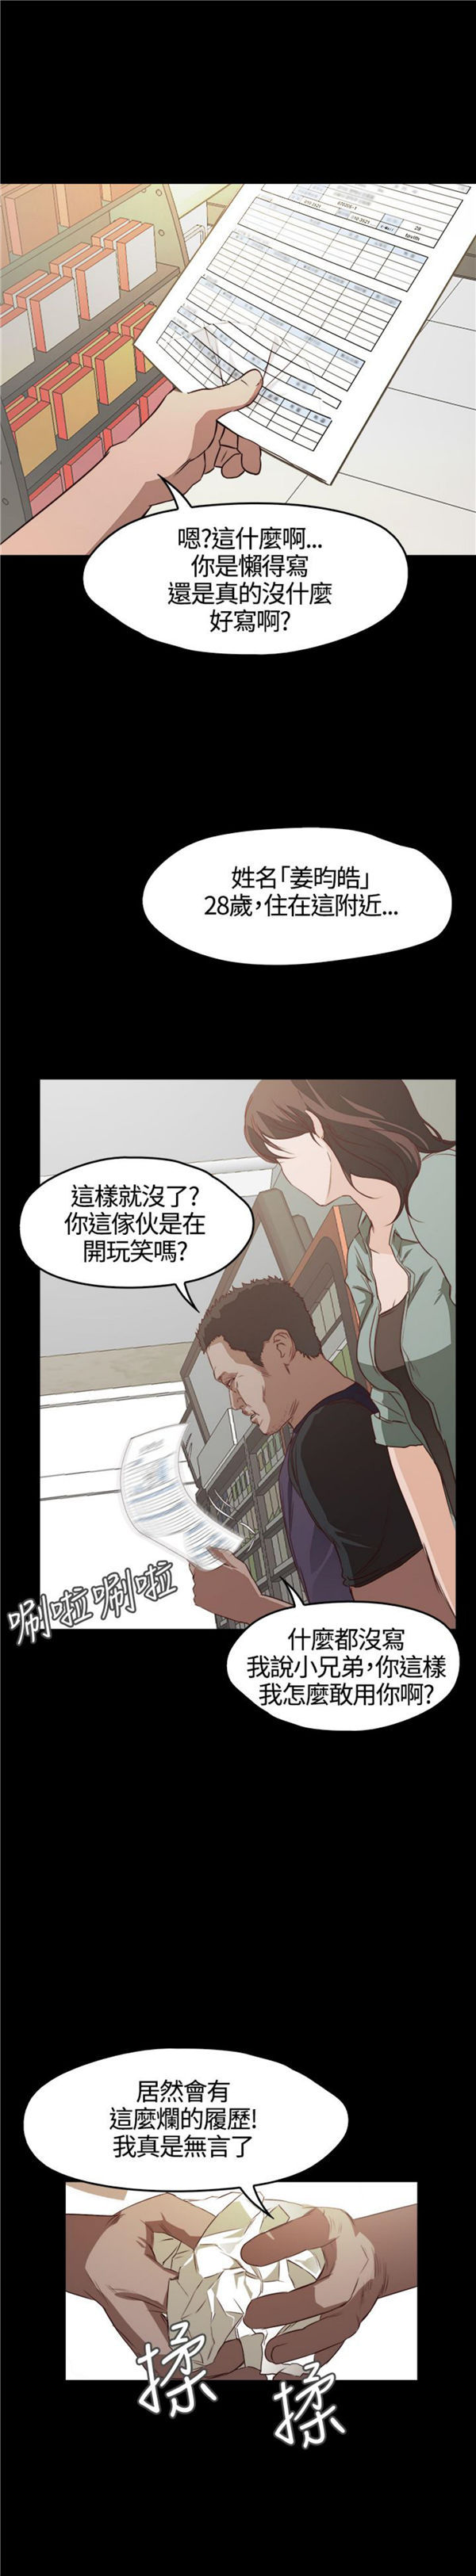 28
嗯?這什麼啊...
你是懶得寫
還是真的沒什麼
好寫啊?
姓名「姜昀皓」
28歲,住在這附近...
這樣就沒了?
你這傢伙是在
開玩笑嗎?
唰啦唰啦
什麼都沒寫
我說小兄弟,你這樣
我怎麼敢用你啊?
居然會有
這麼爛的履歷!
我真是無言了
揉
揉